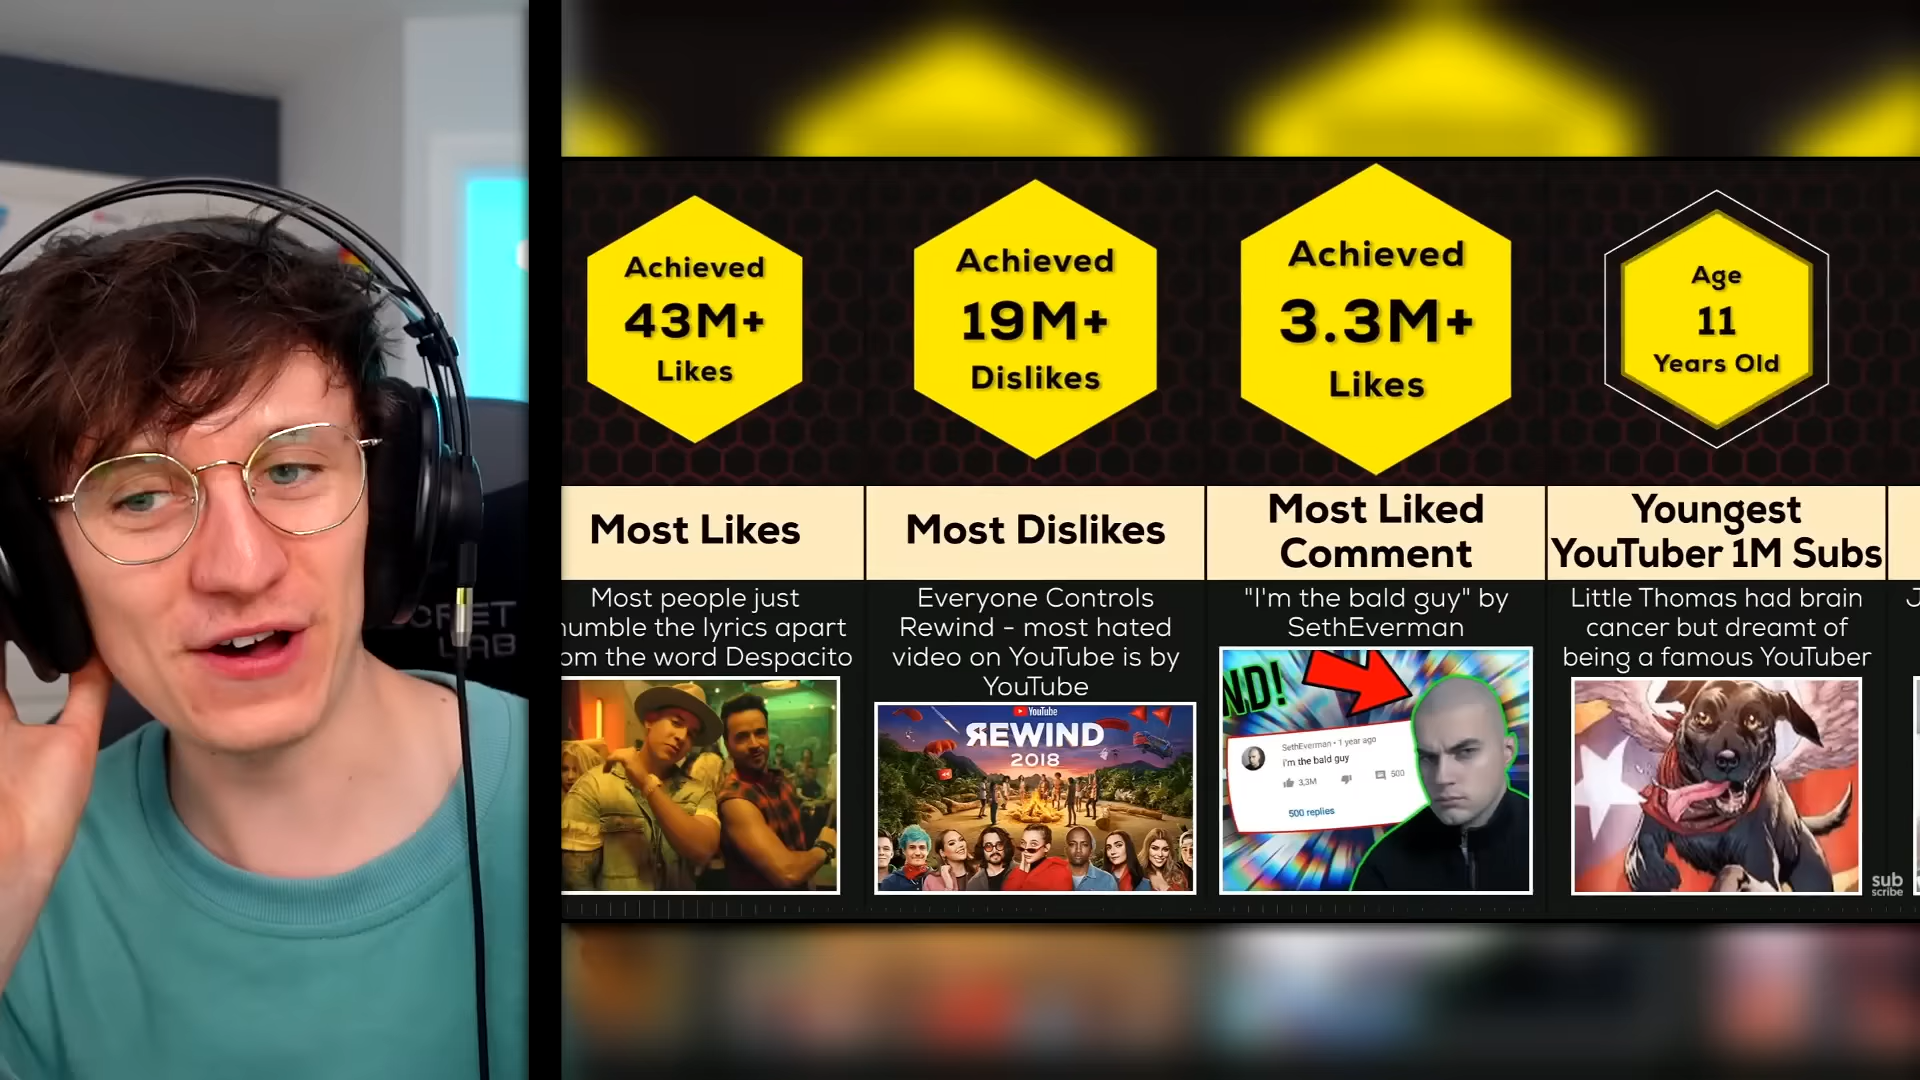 Achieved
43M+
Likes
Achieved
19M+
Dislikes
Achieved
3.3M+
Likes
Age
11
Years Old
Most Likes
Most Dislikes
Most Liked
Comment
Youngest
YouTuber 1M Subs
Most people just
umble the lyrics apart
om the word Despacito
Everyone Controls
Rewind - most hated
video on YouTube is by
YouTube
"I'm the bald guy" by
SethEverman
Little Thomas had brain
cancer but dreamt of
being a famous YouTuber
J
YouTube
REWIND
2018
ND!
SethEverman • 1 year ago
i'm the bald guy
3,3M
500
500 replies
sub
scribe
CRET
LAB